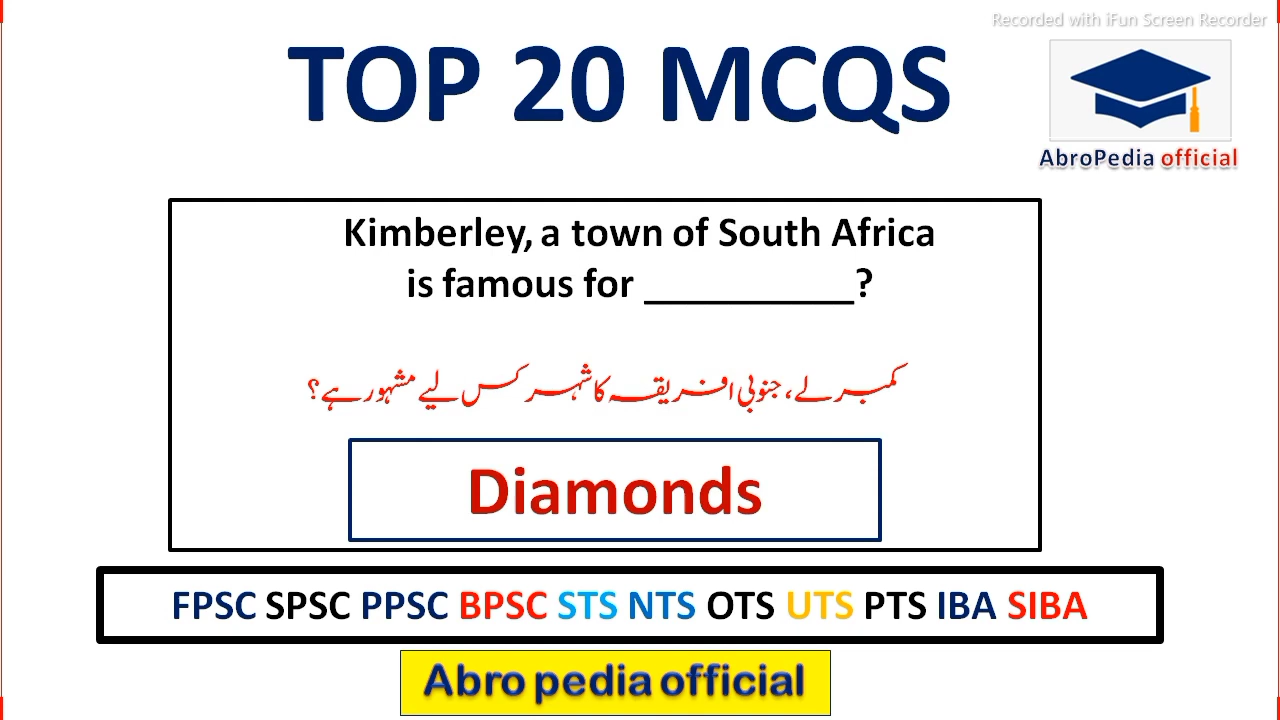 Recorded with iFun Screen Recorder
TOP 20 MCQS
AbroPedia official
Kimberley, a town of South Africa
is famous for __________?
کمبرلے، جنوبی افریقہ کا شہر کس لیے مشہور ہے؟
Diamonds
FPSC SPSC PPSC BPSC STS NTS OTS UTS PTS IBA SIBA
Abro pedia official